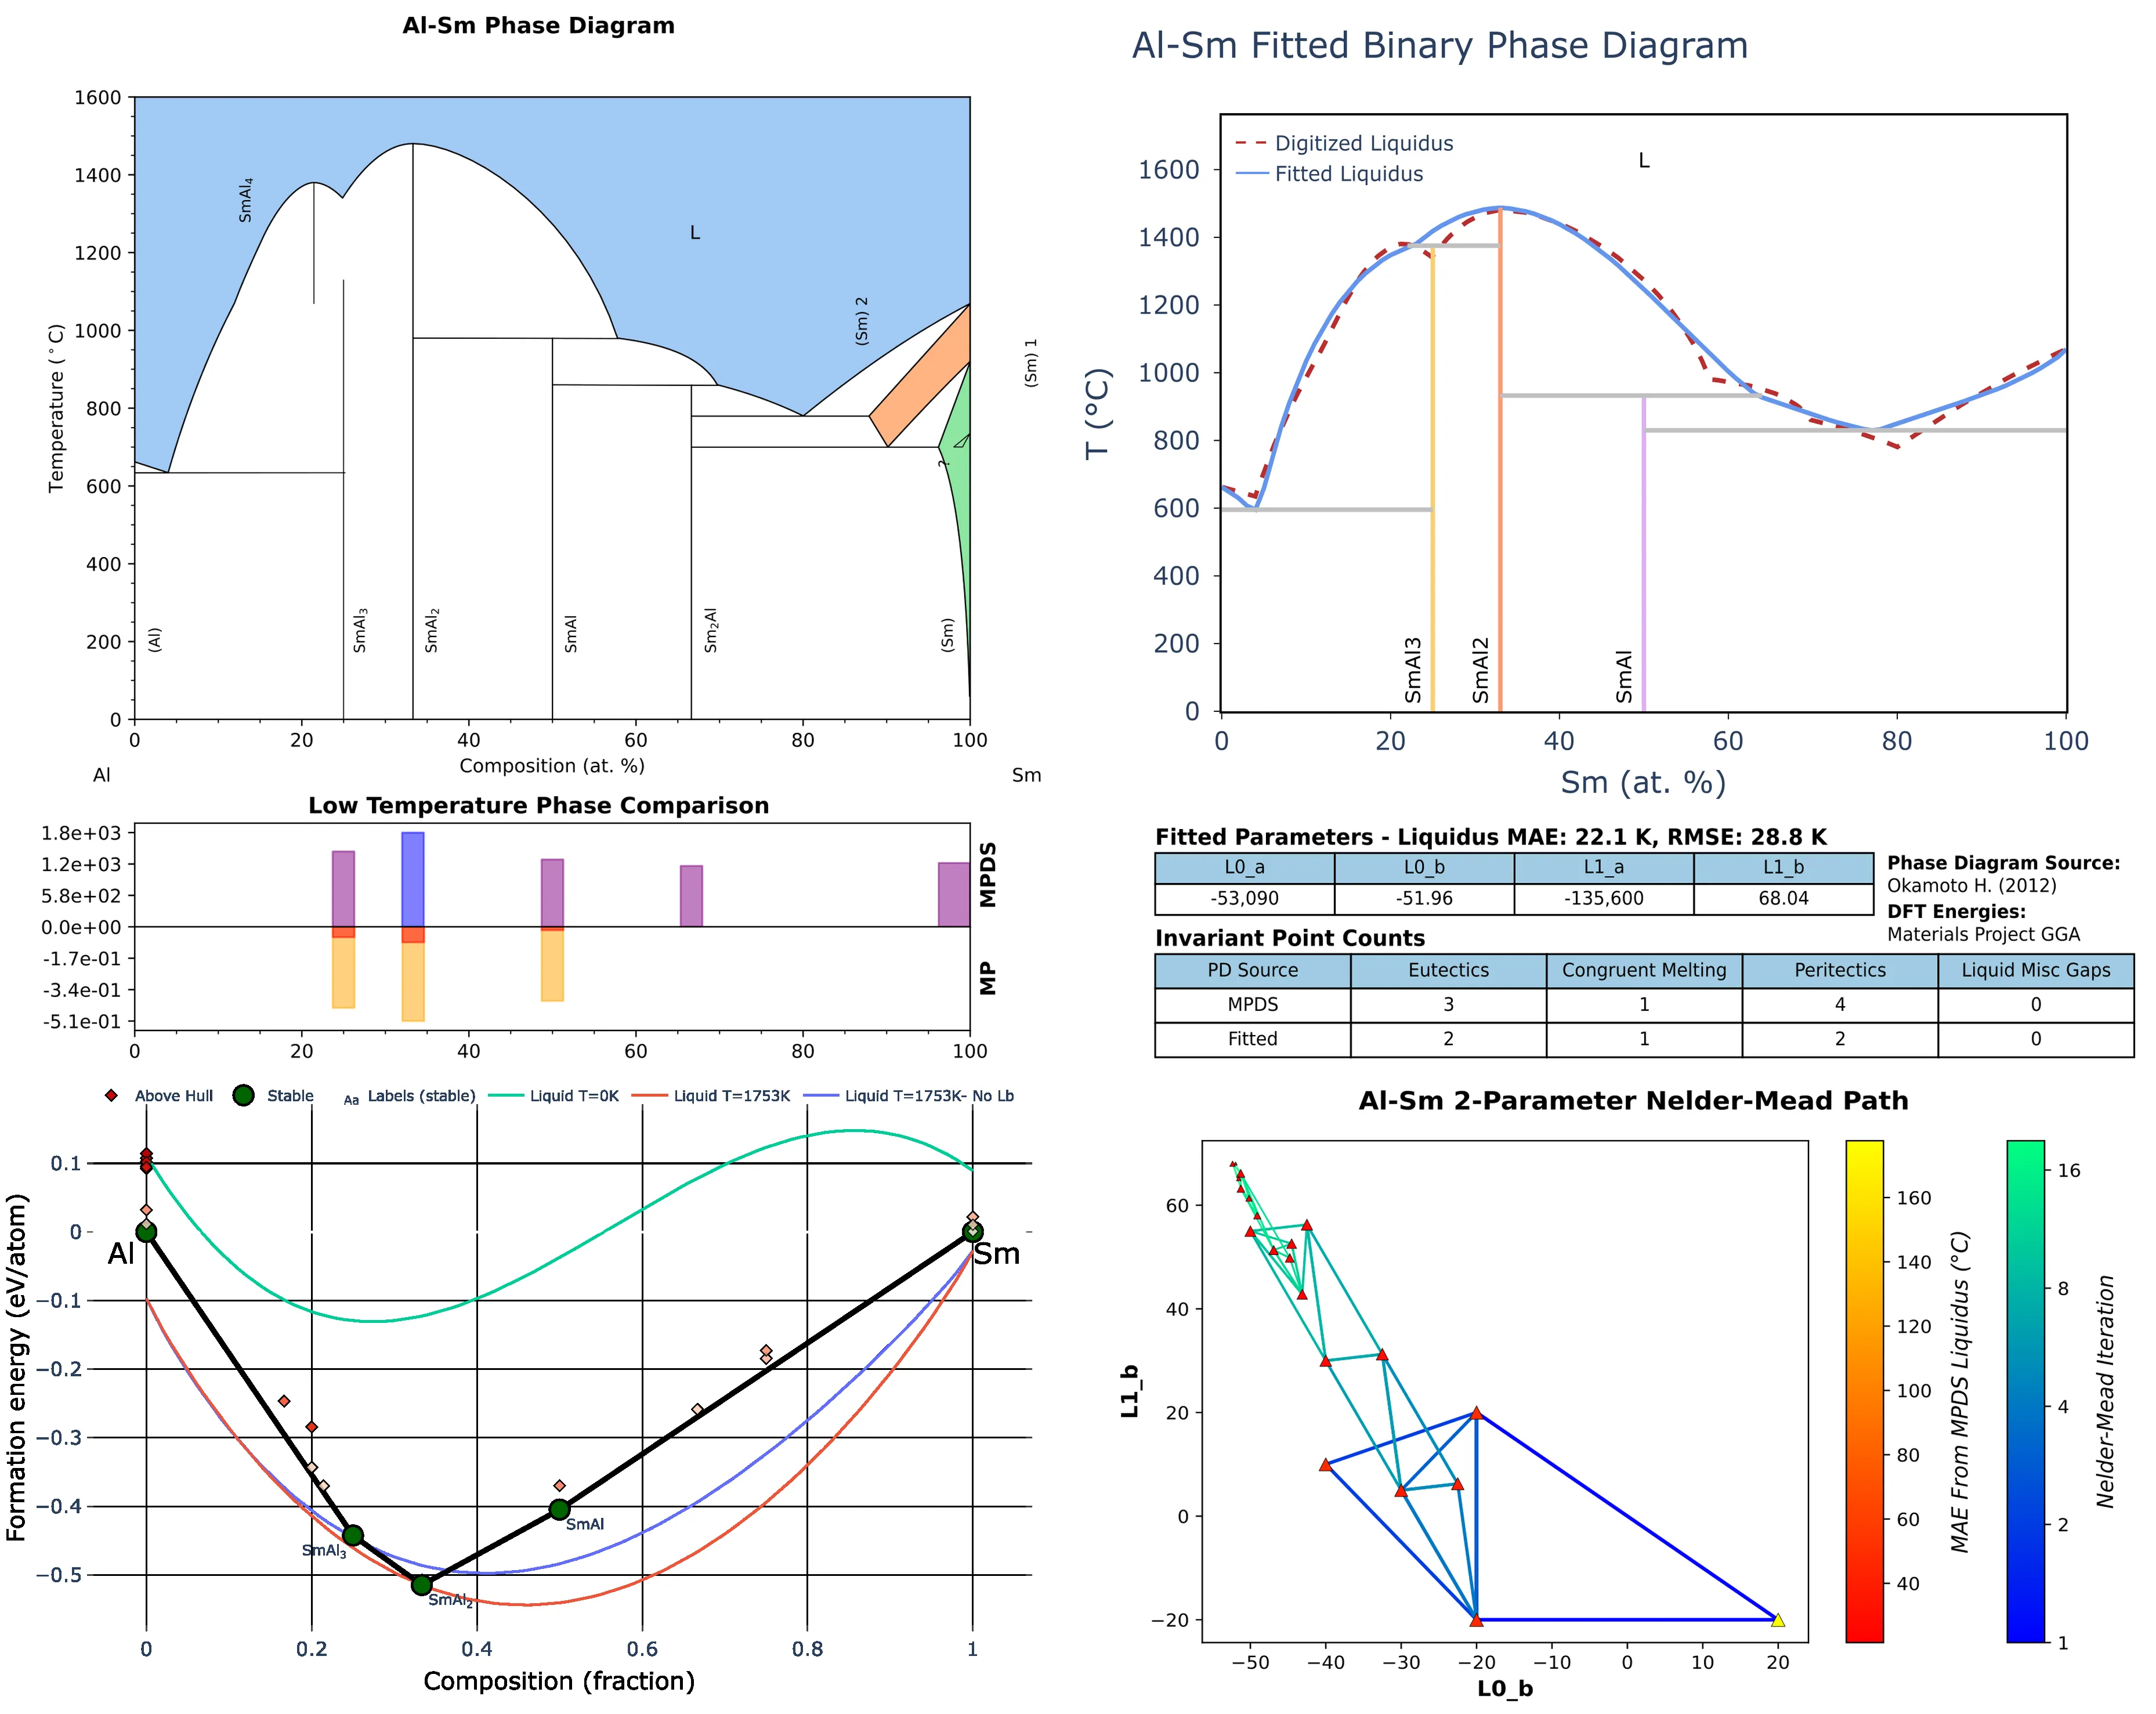 Al-Sm Phase Diagram
1600
1400
1200
1000
800
600
400
200
0
Temperature (°C)
SmAl4
L
(Sm) 2
(Sm) 1
?
(Al)
SmAl3
SmAl2
SmAl
Sm2Al
(Sm)
0 20 40 60 80 100
Composition (at. %)
Al Sm
Al-Sm Fitted Binary Phase Diagram
Digitized Liquidus
Fitted Liquidus
L
1600
1400
1200
1000
800
600
400
200
0
T (°C)
SmAl3
SmAl2
SmAl
0 20 40 60 80 100
Sm (at. %)
Low Temperature Phase Comparison
1.8e+03
1.2e+03
5.8e+02
0.0e+00
-1.7e-01
-3.4e-01
-5.1e-01
MPDS
MP
0 20 40 60 80 100
Fitted Parameters - Liquidus MAE: 22.1 K, RMSE: 28.8 K
L0_a L0_b L1_a L1_b
-53,090 -51.96 -135,600 68.04
Phase Diagram Source:
Okamoto H. (2012)
DFT Energies:
Materials Project GGA
Invariant Point Counts
PD Source Eutectics Congruent Melting Peritectics Liquid Misc Gaps
MPDS 3 1 4 0
Fitted 2 1 2 0
Above Hull Stable Aa Labels (stable) Liquid T=0K Liquid T=1753K Liquid T=1753K- No Lb
0.1
0
−0.1
−0.2
−0.3
−0.4
−0.5
Formation energy (eV/atom)
Al
Sm
SmAl
SmAl3
SmAl2
0 0.2 0.4 0.6 0.8 1
Composition (fraction)
Al-Sm 2-Parameter Nelder-Mead Path
60
40
20
0
−20
L1_b
−50 −40 −30 −20 −10 0 10 20
L0_b
160
140
120
100
80
60
40
MAE From MPDS Liquidus (°C)
16
8
4
2
1
Nelder-Mead Iteration